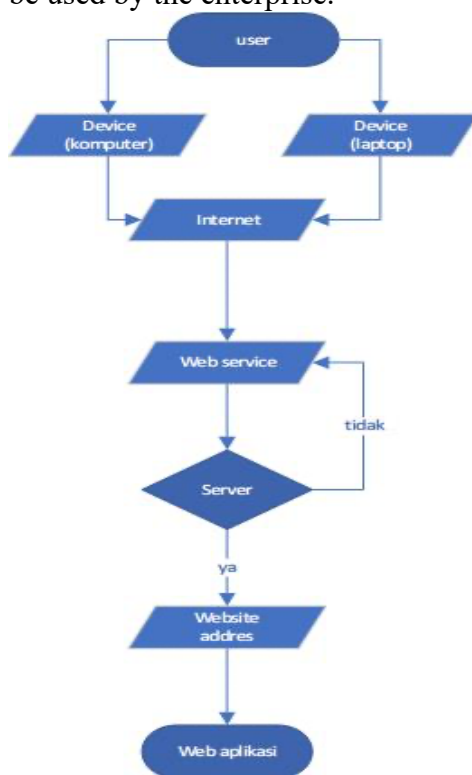 be used by the enterprise.
user
Device
(komputer)
Device
(laptop)
Internet
Web service
tidak
Server
ya
Website
addres
Web aplikasi